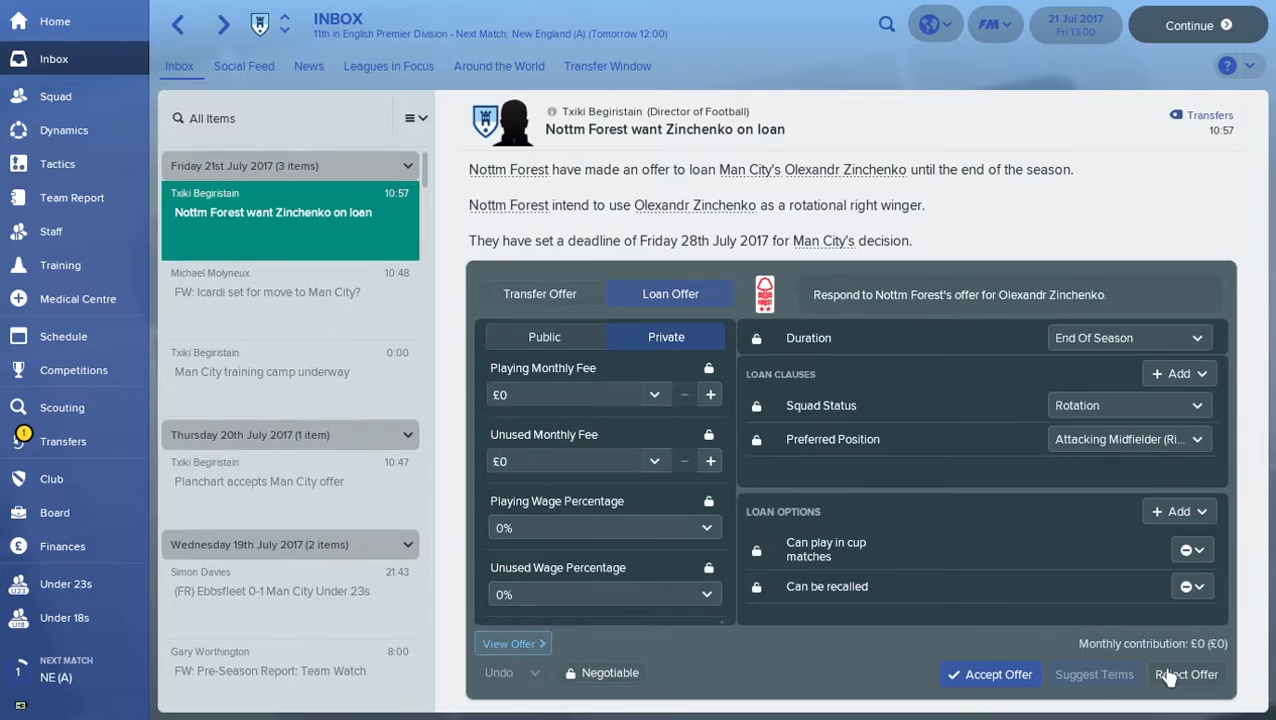 Home
Inbox
Squad
Dynamics
Tactics
Team Report
Staff
Training
Medical Centre
Schedule
Competitions
Scouting
1
Transfers
Club
Board
Finances
U23
Under 23s
U18
Under 18s
NEXT MATCH
NE (A)
INBOX
11th in English Premier Division - Next Match: New England (A) (Tomorrow 12:00)
FM
21 Jul 2017
Fri 13:00
Continue
Inbox
Social Feed
News
Leagues in Focus
Around the World
Transfer Window
?
All Items
Friday 21st July 2017 (3 items)
Txiki Begiristain 10:57
Nottm Forest want Zinchenko on loan
Michael Molyneux 10:48
FW: Icardi set for move to Man City?
Txiki Begiristain 0:00
Man City training camp underway
Thursday 20th July 2017 (1 item)
Txiki Begiristain 10:47
Planchart accepts Man City offer
Wednesday 19th July 2017 (2 items)
Simon Davies 21:43
(FR) Ebbsfleet 0-1 Man City Under 23s
Gary Worthington 8:00
FW: Pre-Season Report: Team Watch
Txiki Begiristain (Director of Football)
Nottm Forest want Zinchenko on loan
Transfers
10:57
Nottm Forest have made an offer to loan Man City's Olexandr Zinchenko until the end of the season.
Nottm Forest intend to use Olexandr Zinchenko as a rotational right winger.
They have set a deadline of Friday 28th July 2017 for Man City's decision.
Transfer Offer
Loan Offer
Respond to Nottm Forest's offer for Olexandr Zinchenko.
Public
Private
Playing Monthly Fee
£0
Unused Monthly Fee
£0
Playing Wage Percentage
0%
Unused Wage Percentage
0%
Duration
End Of Season
LOAN CLAUSES
+ Add
Squad Status
Rotation
Preferred Position
Attacking Midfielder (Ri...
LOAN OPTIONS
+ Add
Can play in cup
matches
Can be recalled
View Offer
Monthly contribution: £0 (£0)
Undo
Negotiable
Accept Offer
Suggest Terms
Reject Offer